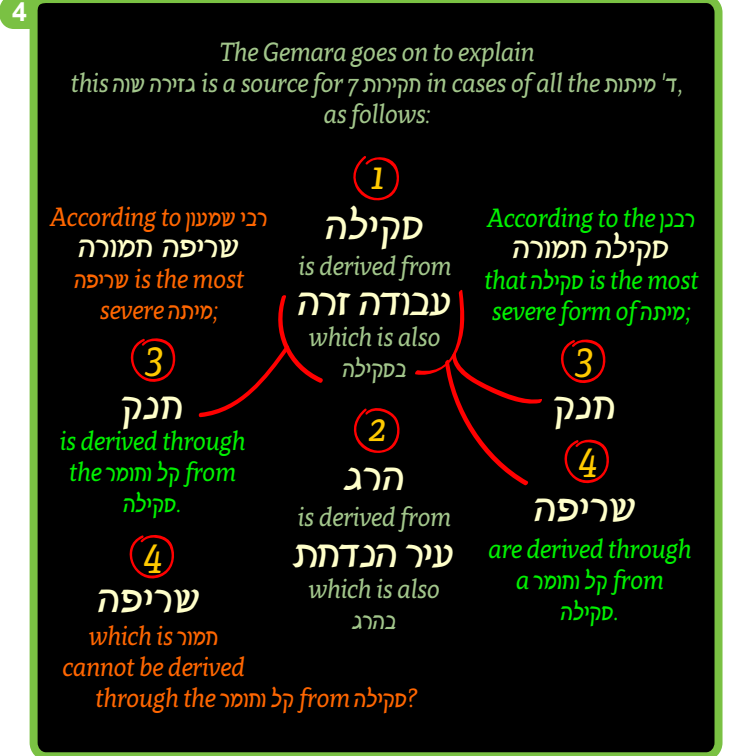 4
The Gemara goes on to explain
this גזירה שוה is a source for 7 חקירות in cases of all the ד' מיתות,
as follows:
1
סקילה
is derived from
עבודה זרה
which is also
בסקילה
2
הרג
is derived from
עיר הנדחת
which is also
בהרג
According to רבי שמעון
שריפה חמורה
שריפה is the most
severe מיתה;
3
חנק
is derived through
the קל וחומר from
סקילה.
4
שריפה
which is חמור
cannot be derived
through the קל וחומר from סקילה?
According to the רבנן
סקילה חמורה
that סקילה is the most
severe form of מיתה;
3
חנק
4
שריפה
are derived through
a קל וחומר from
סקילה.